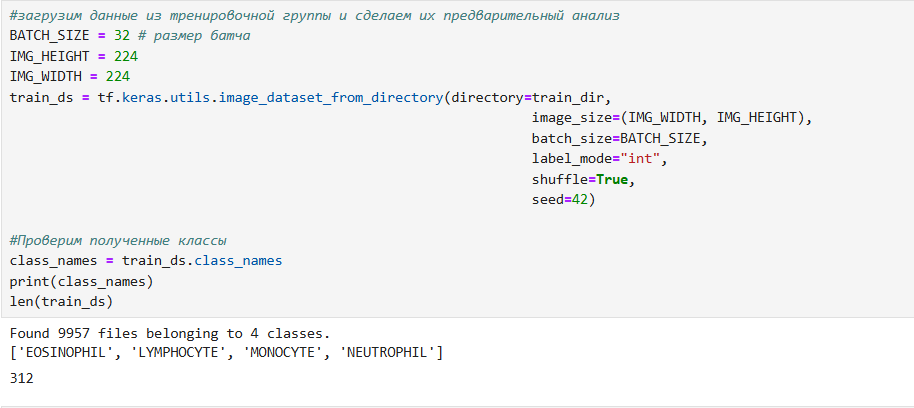 #загрузим данные из тренировочной группы и сделаем их предварительный анализ
BATCH_SIZE = 32 # размер батча
IMG_HEIGHT = 224
IMG_WIDTH = 224
train_ds = tf.keras.utils.image_dataset_from_directory(directory=train_dir,
image_size=(IMG_WIDTH, IMG_HEIGHT),
batch_size=BATCH_SIZE,
label_mode="int",
shuffle=True,
seed=42)
#Проверим полученные классы
class_names = train_ds.class_names
print(class_names)
len(train_ds)
Found 9957 files belonging to 4 classes.
['EOSINOPHIL', 'LYMPHOCYTE', 'MONOCYTE', 'NEUTROPHIL']
312